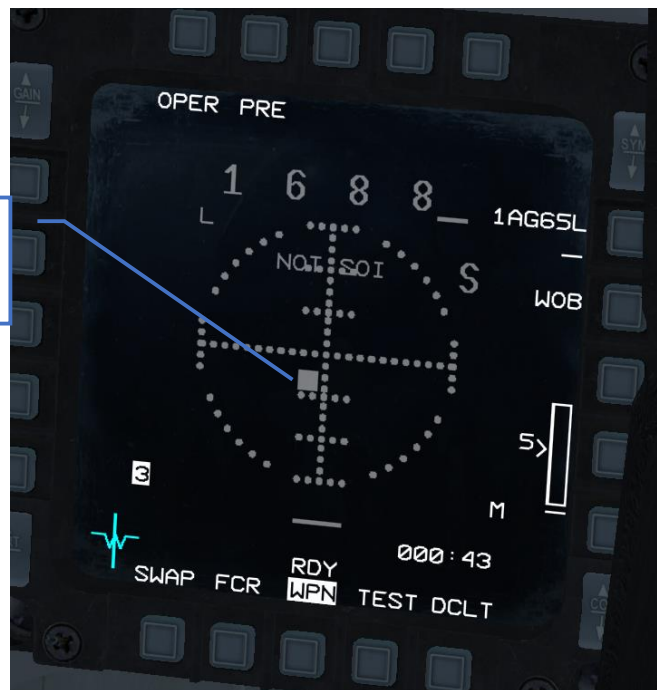 OPER PRE
GAIN
SYM
1 6 8 8
L
1AG65L
NOT SOI
S
WOB
5
3
M
000:43
RDY
SWAP FCR WPN TEST DCLT